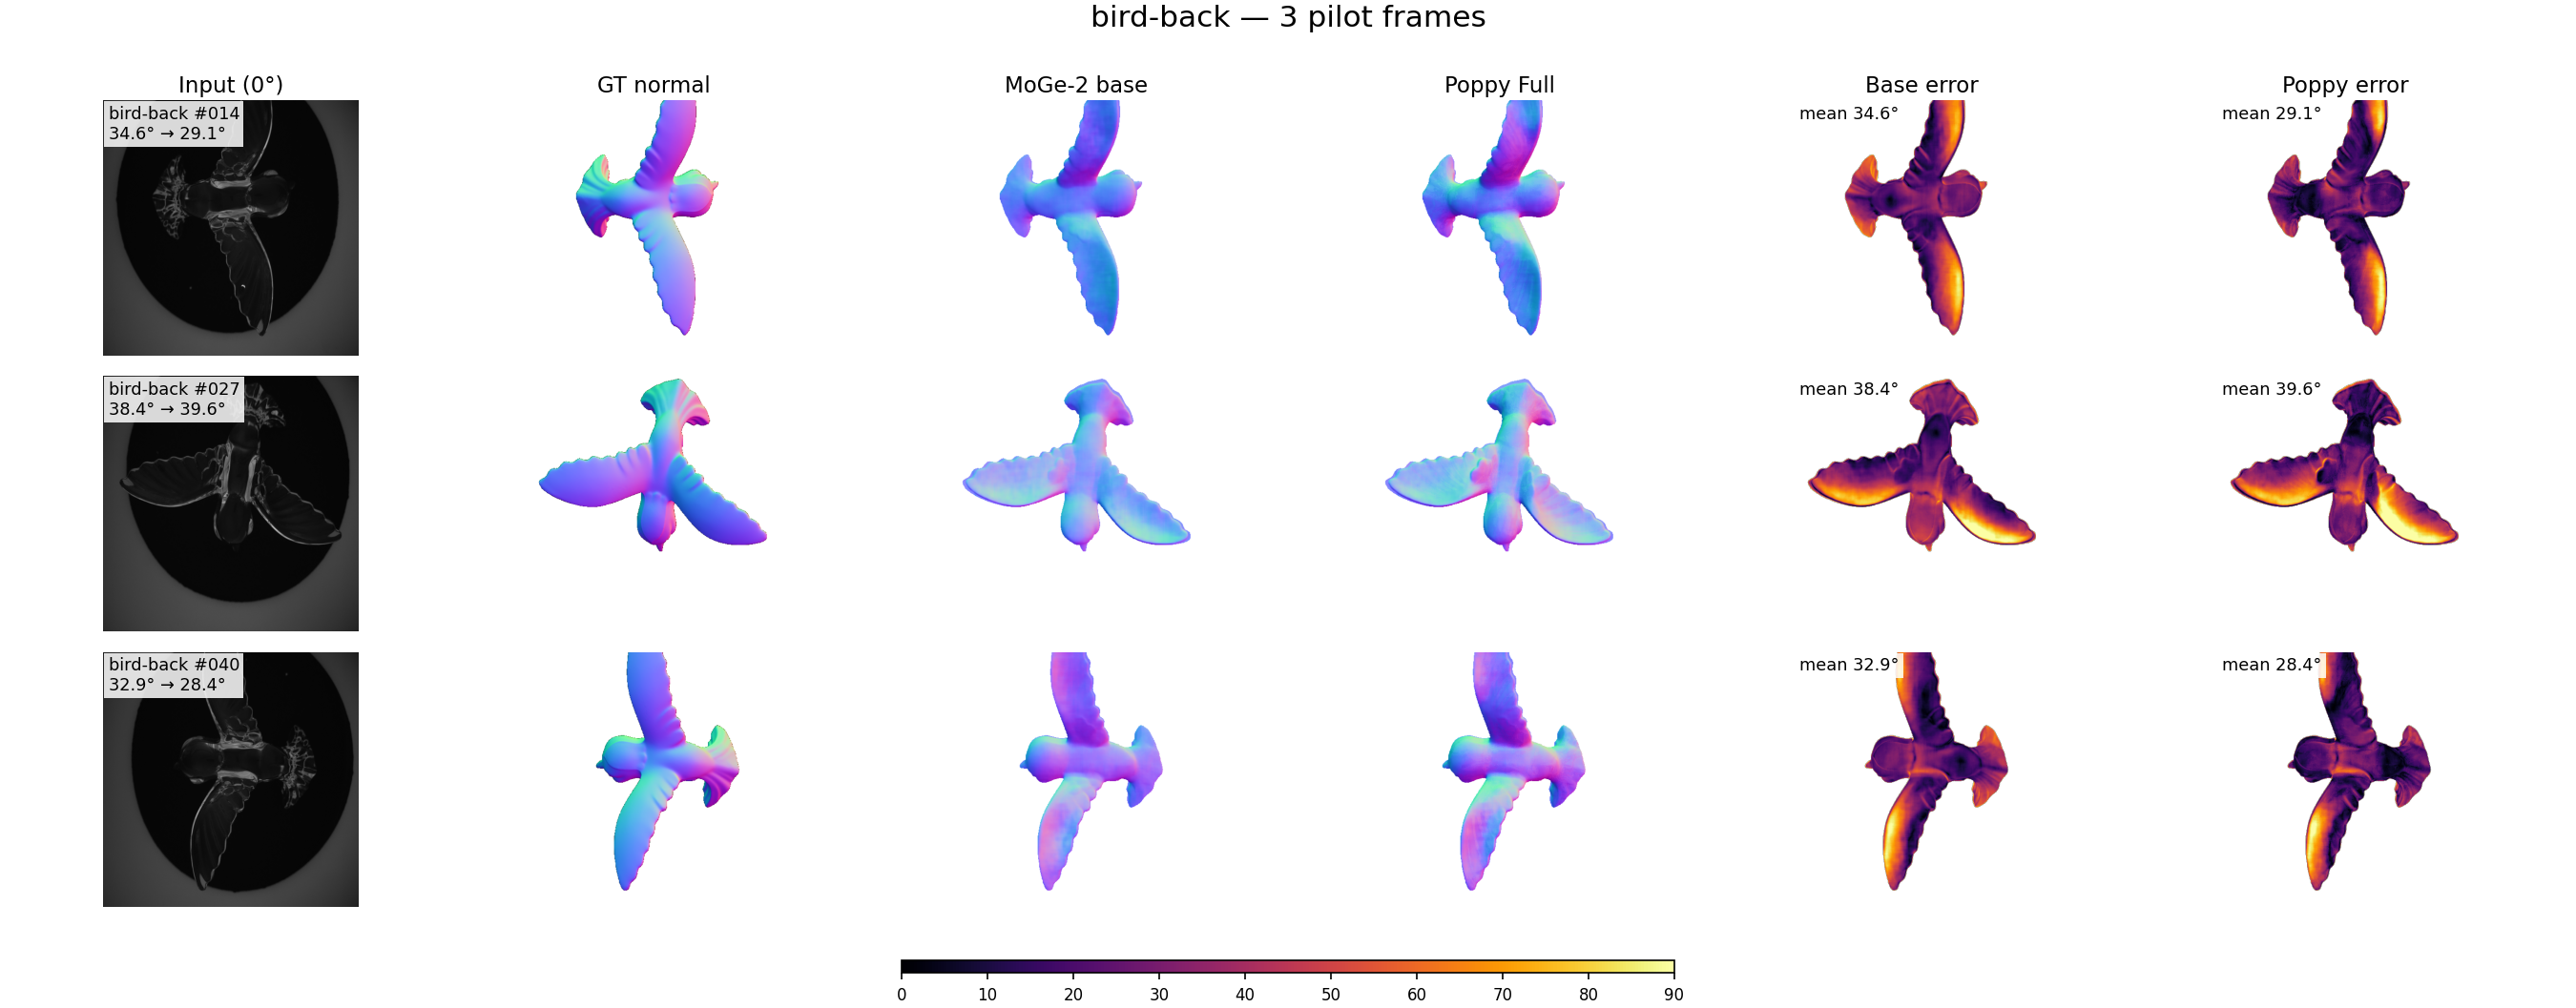 bird-back — 3 pilot frames
Input (0°)
GT normal
MoGe-2 base
Poppy Full
Base error
Poppy error
bird-back #014
34.6° → 29.1°
mean 34.6°
mean 29.1°
bird-back #027
38.4° → 39.6°
mean 38.4°
mean 39.6°
bird-back #040
32.9° → 28.4°
mean 32.9°
mean 28.4°
0 10 20 30 40 50 60 70 80 90